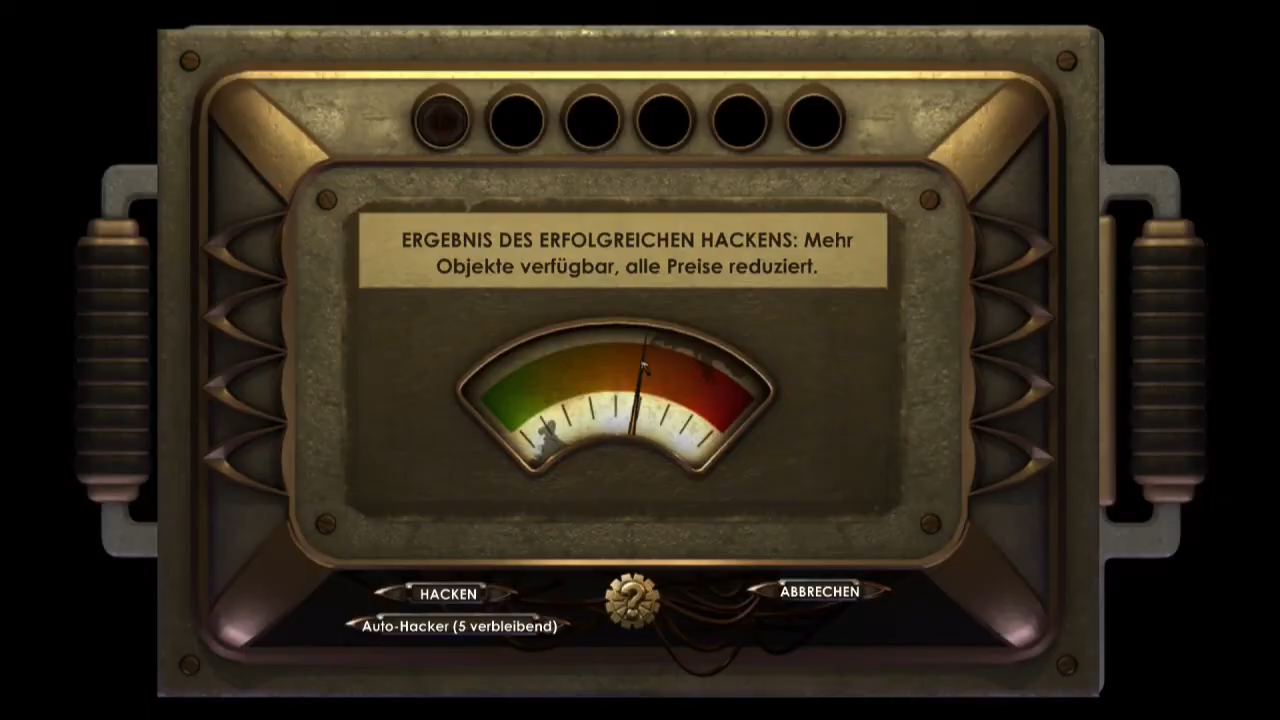 ERGEBNIS DES ERFOLGREICHEN HACKENS: Mehr
Objekte verfügbar, alle Preise reduziert.
HACKEN
?
ABBRECHEN
Auto-Hacker (5 verbleibend)